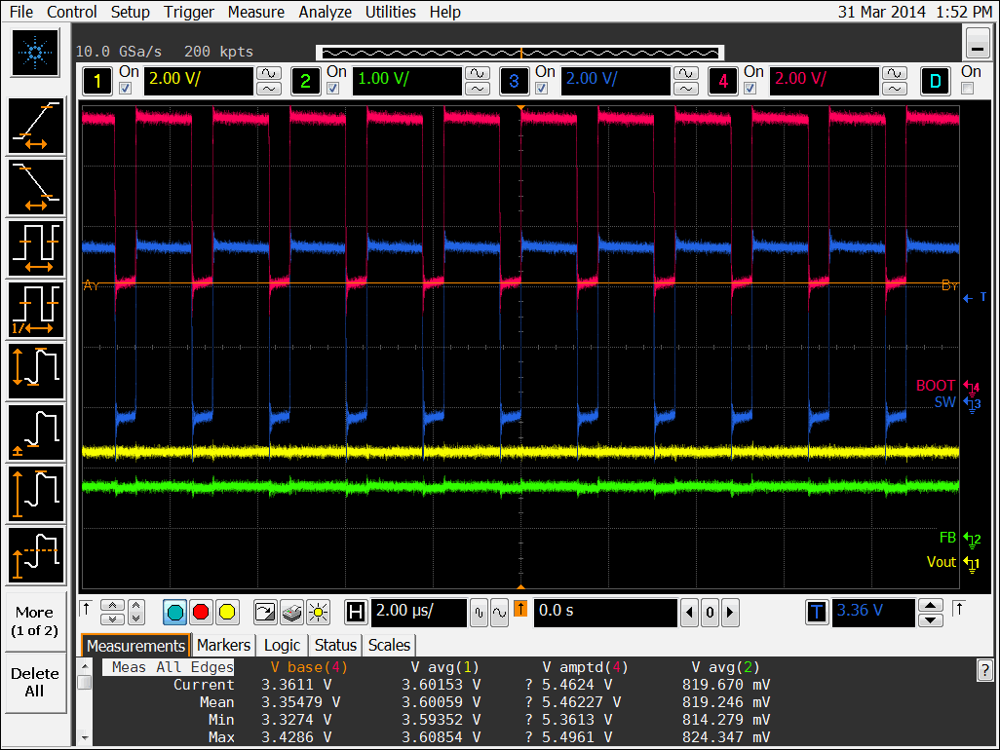 File Control Setup Trigger Measure Analyze Utilities Help 31 Mar 2014 1:52 PM
10.0 GSa/s 200 kpts
1 On 2.00 V/ 2 On 1.00 V/ 3 On 2.00 V/ 4 On 2.00 V/ D On
Ay By
T
BOOT 4
SW 3
FB 2
Vout 1
1/
H 2.00 µs/ 0.0 s 0 T 3.36 V
More
(1 of 2)
Delete
All
Measurements Markers Logic Status Scales
Meas All Edges V base(4) V avg(1) V amptd(4) V avg(2) ?
Current 3.3611 V 3.60153 V ? 5.4624 V 819.670 mV
Mean 3.35479 V 3.60059 V ? 5.46227 V 819.246 mV
Min 3.3274 V 3.59352 V ? 5.3613 V 814.279 mV
Max 3.4286 V 3.60854 V ? 5.4961 V 824.347 mV